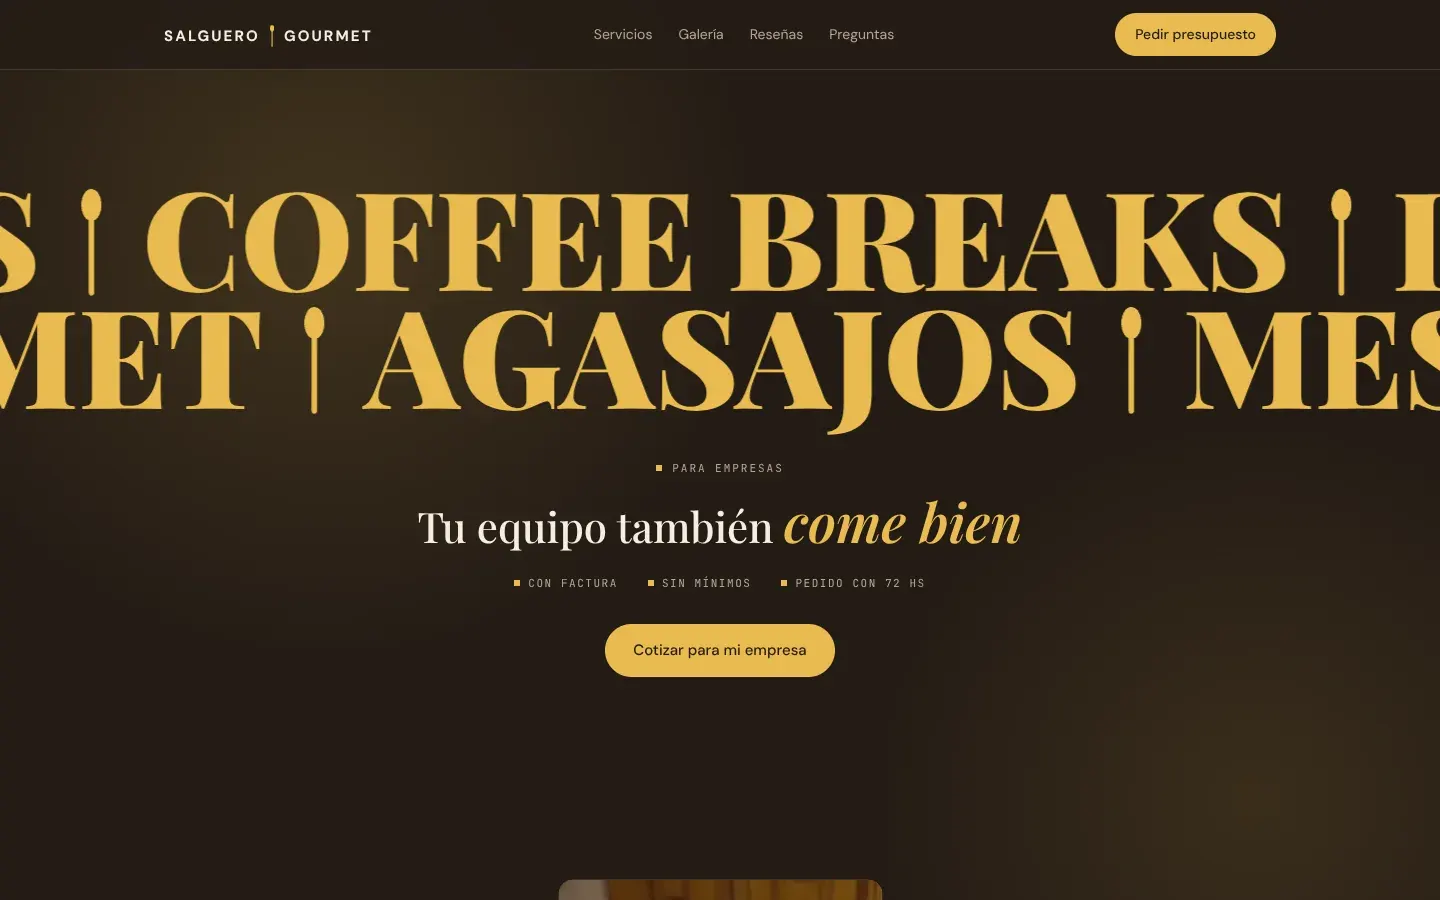 SALGUERO GOURMET
Servicios Galería Reseñas Preguntas
Pedir presupuesto
S COFFEE BREAKS
MET AGASAJOS MES
PARA EMPRESAS
Tu equipo también come bien
CON FACTURA SIN MÍNIMOS PEDIDO CON 72 HS
Cotizar para mi empresa